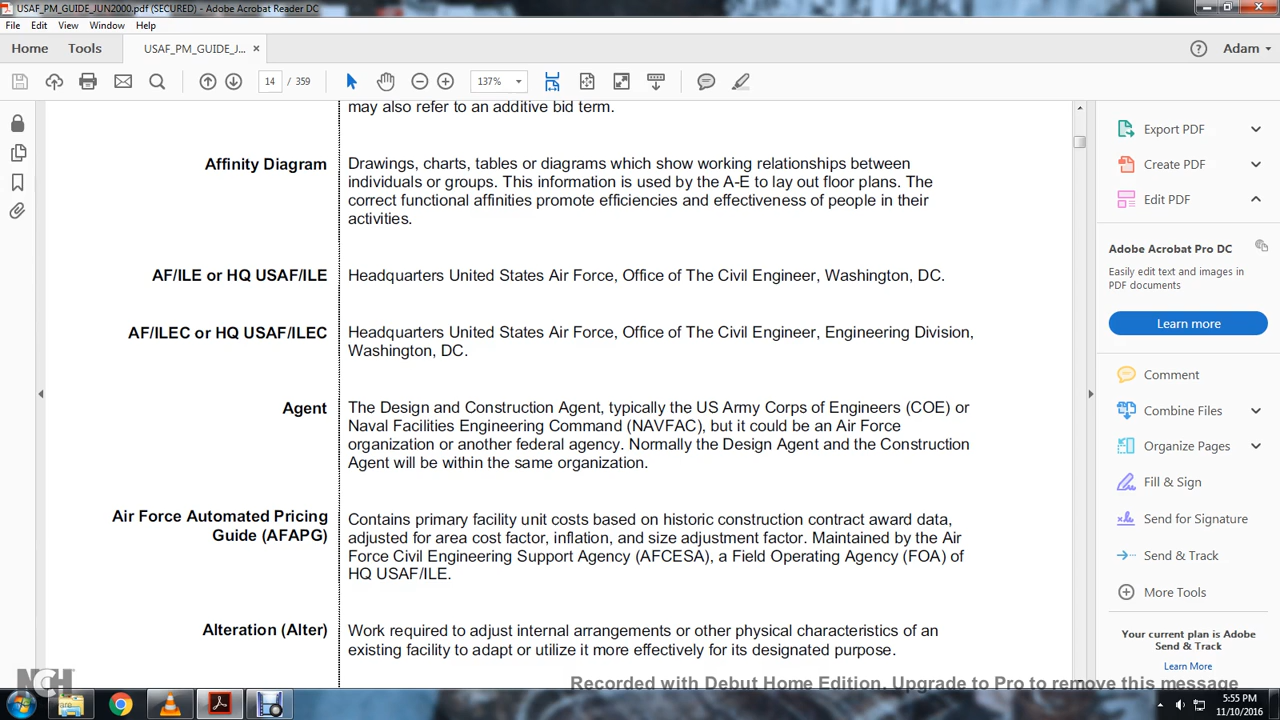 USAF_PM_GUIDE_JUN2000.pdf (SECURED) - Adobe Acrobat Reader DC
File Edit View Window Help
Home Tools USAF_PM_GUIDE_J... × Adam
14 / 359 137%
may also refer to an additive bid term.
Affinity Diagram
Drawings, charts, tables or diagrams which show working relationships between
individuals or groups. This information is used by the A-E to lay out floor plans. The
correct functional affinities promote efficiencies and effectiveness of people in their
activities.
AF/ILE or HQ USAF/ILE
Headquarters United States Air Force, Office of The Civil Engineer, Washington, DC.
AF/ILEC or HQ USAF/ILEC
Headquarters United States Air Force, Office of The Civil Engineer, Engineering Division,
Washington, DC.
Agent
The Design and Construction Agent, typically the US Army Corps of Engineers (COE) or
Naval Facilities Engineering Command (NAVFAC), but it could be an Air Force
organization or another federal agency. Normally the Design Agent and the Construction
Agent will be within the same organization.
Air Force Automated Pricing
Guide (AFAPG)
Contains primary facility unit costs based on historic construction contract award data,
adjusted for area cost factor, inflation, and size adjustment factor. Maintained by the Air
Force Civil Engineering Support Agency (AFCESA), a Field Operating Agency (FOA) of
HQ USAF/ILE.
Alteration (Alter)
Work required to adjust internal arrangements or other physical characteristics of an
existing facility to adapt or utilize it more effectively for its designated purpose.
Export PDF
Create PDF
Edit PDF
Adobe Acrobat Pro DC
Easily edit text and images in
PDF documents
Learn more
Comment
Combine Files
Organize Pages
Fill & Sign
Send for Signature
Send & Track
More Tools
Your current plan is Adobe
Send & Track
Learn More
NCH
Recorded with Debut Home Edition. Upgrade to Pro to remove this message
5:55 PM
11/10/2016